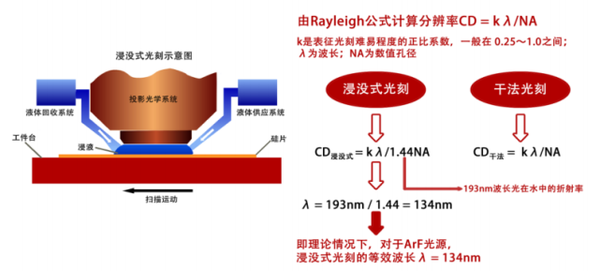 浸没式光刻示意图
投影光学系统
液体回收系统
液体供应系统
工件台
浸液
硅片
扫描运动
由Rayleigh公式计算分辨率CD = k λ/NA
k是表征光刻难易程度的正比系数，一般在 0.25～1.0之间；
λ为波长；NA为数值孔径
浸没式光刻
干法光刻
CD浸没式= k λ/1.44NA
CD干法= k λ/NA
193nm波长光在水中的折射率
λ = 193nm / 1.44 = 134nm
即理论情况下，对于ArF光源，
浸没式光刻的等效波长 λ = 134nm